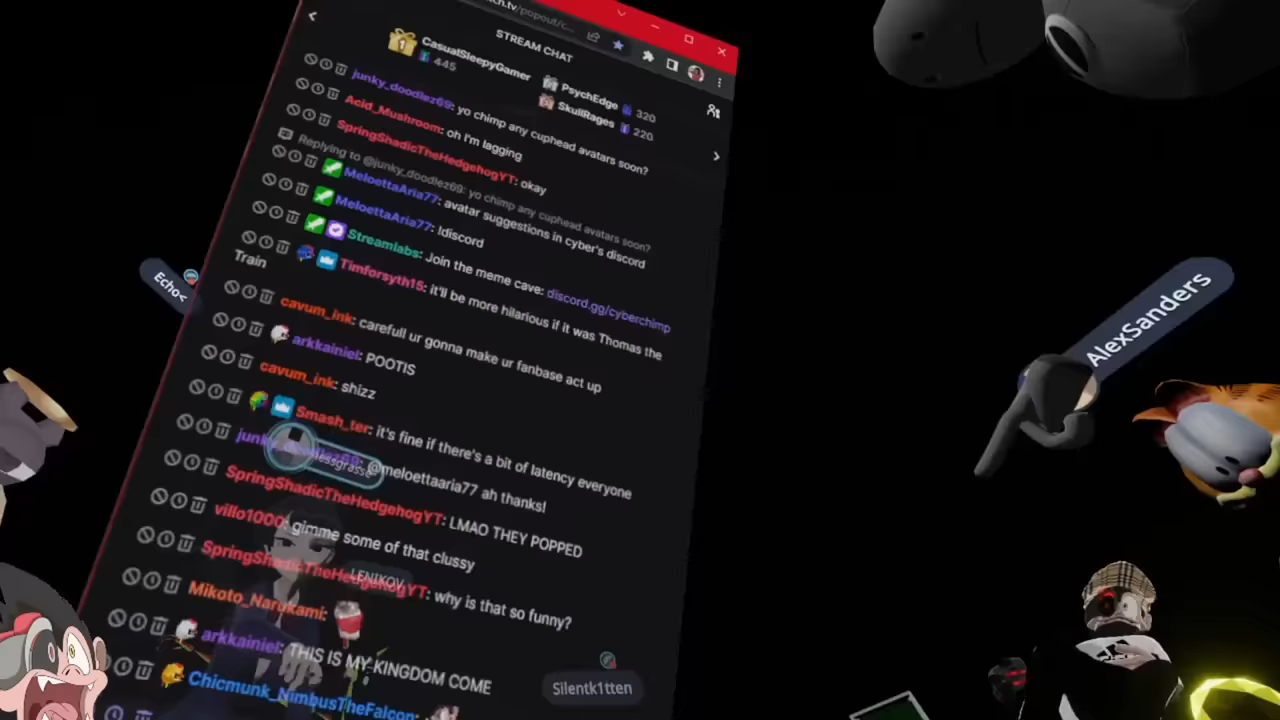 ch.tv/popout/c...
STREAM CHAT
1 CasualSleepyGamer
445
PsychEdge 320
SkullRages 220
junky_doodlez69: yo chimp any cuphead avatars soon?
Acid_Mushroom: oh I'm lagging
SpringShadicTheHedgehogYT: okay
Replying to @junky_doodlez69: yo chimp any cuphead avatars soon?
MeloettaAria77: avatar suggestions in cyber's discord
MeloettaAria77: !discord
Streamlabs: Join the meme cave: discord.gg/cyberchimp
Timforsyth15: it'll be more hilarious if it was Thomas the
Train
cavum_ink: carefull ur gonna make ur fanbase act up
arkkainiel: POOTIS
cavum_ink: shizz
Smash_ter: it's fine if there's a bit of latency everyone
@meloettaaria77 ah thanks!
SpringShadicTheHedgehogYT: LMAO THEY POPPED
villo1000: gimme some of that clussy
SpringShadicTheHedgehogYT: why is that so funny?
Mikoto_Narukami:
arkkainiel: THIS IS MY KINGDOM COME
Chicmunk_NimbusTheFalcon:
Echo<
LENIKOV
Silentk1tten
AlexSanders